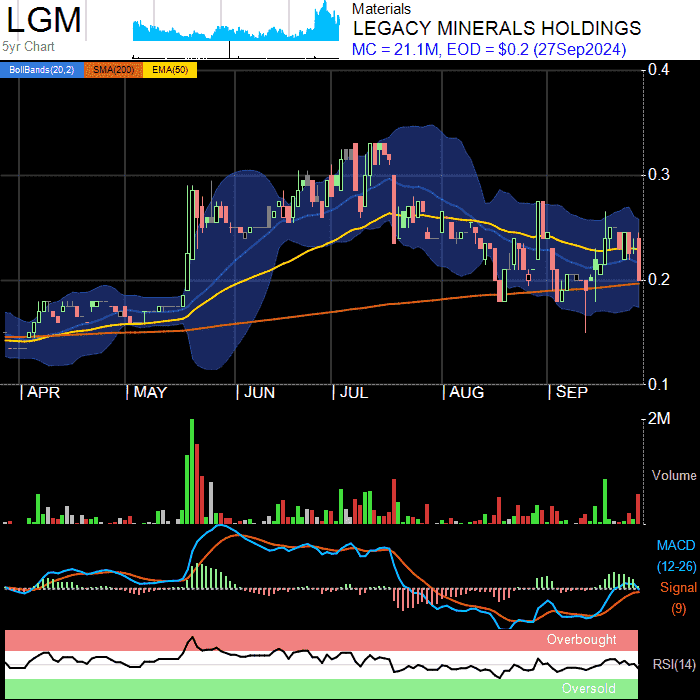 LGM
5yr Chart
Materials
LEGACY MINERALS HOLDINGS
MC = 21.1M, EOD = $0.2 (27Sep2024)
BollBands(20,2) SMA(200) EMA(50)
0.4
0.3
0.2
0.1
APR MAY JUN JUL AUG SEP
2M
Volume
MACD
(12-26)
Signal
(9)
Overbought
RSI(14)
Oversold